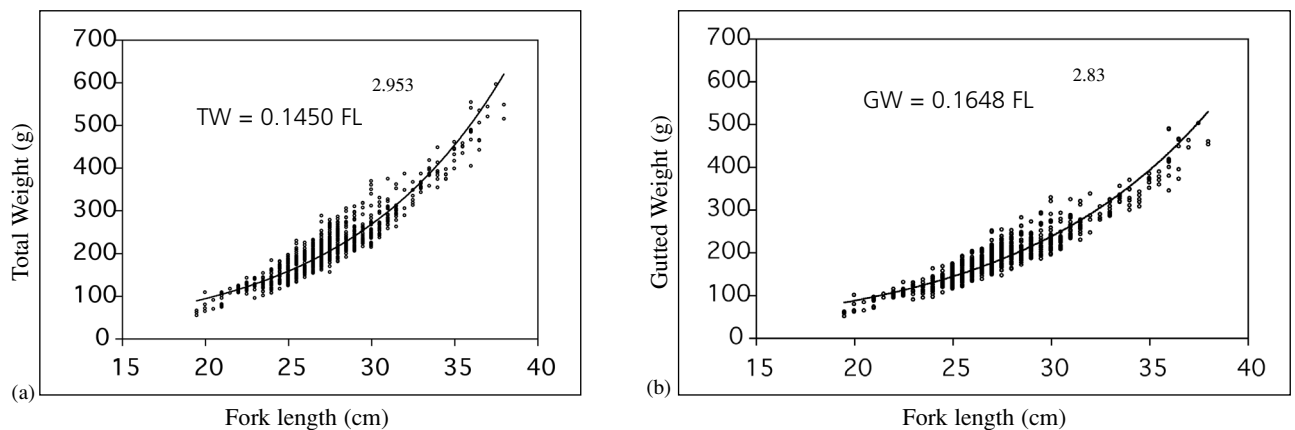 700
600
500
400
300
200
100
0
15 20 25 30 35 40
Total Weight (g)
Fork length (cm)
TW = 0.1450 FL 2.953
(a)
700
600
500
400
300
200
100
0
15 20 25 30 35 40
Gutted Weight (g)
Fork length (cm)
GW = 0.1648 FL 2.83
(b)